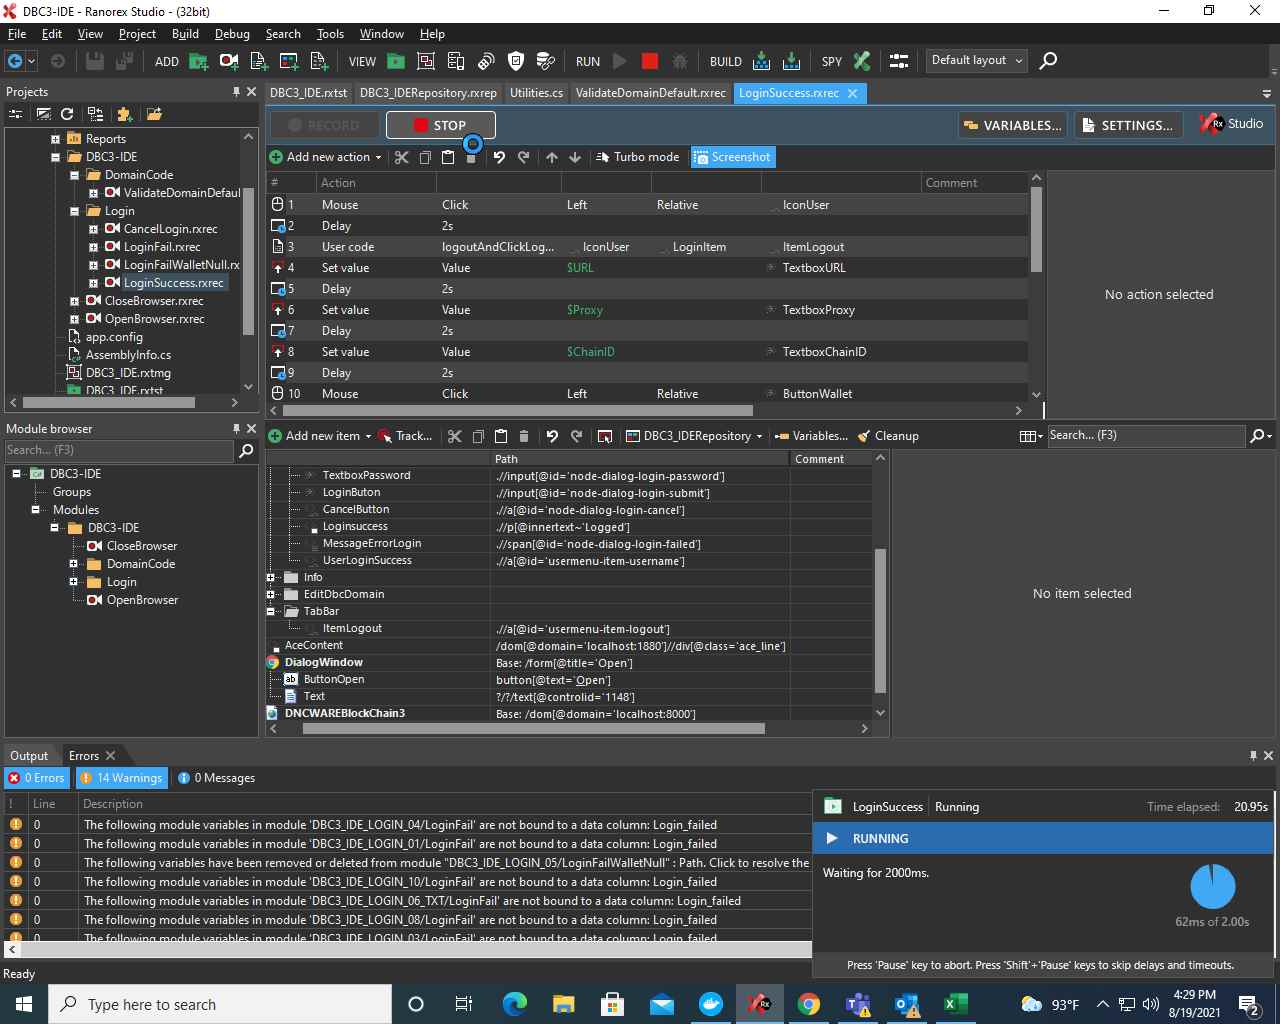 DBC3-IDE - Ranorex Studio - (32bit)
File Edit View Project Build Debug Search Tools Window Help
ADD VIEW RUN BUILD SPY Default layout
Projects
DBC3_IDE.rxtst DBC3_IDERepository.rxrep Utilities.cs ValidateDomainDefault.rxrec LoginSuccess.rxrec
RECORD STOP VARIABLES... SETTINGS... Rx Studio
Reports
DBC3-IDE
DomainCode
ValidateDomainDefaul
Login
CancelLogin.rxrec
LoginFail.rxrec
LoginFailWalletNull.rx
LoginSuccess.rxrec
CloseBrowser.rxrec
OpenBrowser.rxrec
app.config
AssemblyInfo.cs
DBC3_IDE.rxtmg
DBC3_IDE.rxtst
Add new action Turbo mode Screenshot
# Action Comment
1 Mouse Click Left Relative IconUser
2 Delay 2s
3 User code logoutAndClickLog... IconUser LoginItem ItemLogout
4 Set value Value $URL TextboxURL
5 Delay 2s
6 Set value Value $Proxy TextboxProxy
7 Delay 2s
8 Set value Value $ChainID TextboxChainID
9 Delay 2s
10 Mouse Click Left Relative ButtonWallet
No action selected
Module browser
Search... (F3)
DBC3-IDE
Groups
Modules
DBC3-IDE
CloseBrowser
DomainCode
Login
OpenBrowser
Add new item Track... DBC3_IDERepository Variables... Cleanup Search... (F3)
Path Comment
TextboxPassword .//input[@id='node-dialog-login-password']
LoginButon .//input[@id='node-dialog-login-submit']
CancelButton .//a[@id='node-dialog-login-cancel']
Loginsuccess .//p[@innertext~'Logged']
MessageErrorLogin .//span[@id='node-dialog-login-failed']
UserLoginSuccess .//a[@id='usermenu-item-username']
Info
EditDbcDomain
TabBar
ItemLogout .//a[@id='usermenu-item-logout']
AceContent /dom[@domain='localhost:1880']//div[@class='ace_line']
DialogWindow Base: /form[@title='Open']
ab ButtonOpen button[@text='Open']
Text ?/?/text[@controlid='1148']
DNCWAREBlockChain3 Base: /dom[@domain='localhost:8000']
No item selected
Output Errors
0 Errors 14 Warnings 0 Messages
! Line Description
0 The following module variables in module 'DBC3_IDE_LOGIN_04/LoginFail' are not bound to a data column: Login_failed
0 The following module variables in module 'DBC3_IDE_LOGIN_01/LoginFail' are not bound to a data column: Login_failed
0 The following variables have been removed or deleted from module "DBC3_IDE_LOGIN_05/LoginFailWalletNull" : Path. Click to resolve the
0 The following module variables in module 'DBC3_IDE_LOGIN_10/LoginFail' are not bound to a data column: Login_failed
0 The following module variables in module 'DBC3_IDE_LOGIN_06_TXT/LoginFail' are not bound to a data column: Login_failed
0 The following module variables in module 'DBC3_IDE_LOGIN_08/LoginFail' are not bound to a data column: Login_failed
0 The following module variables in module 'DBC3_IDE_LOGIN_03/LoginFail' are not bound to a data column: Login_failed
LoginSuccess Running Time elapsed: 20.95s
RUNNING
Waiting for 2000ms.
62ms of 2.00s
Press 'Pause' key to abort. Press 'Shift'+'Pause' keys to skip delays and timeouts.
Ready
Type here to search
93°F
4:29 PM
8/19/2021
2